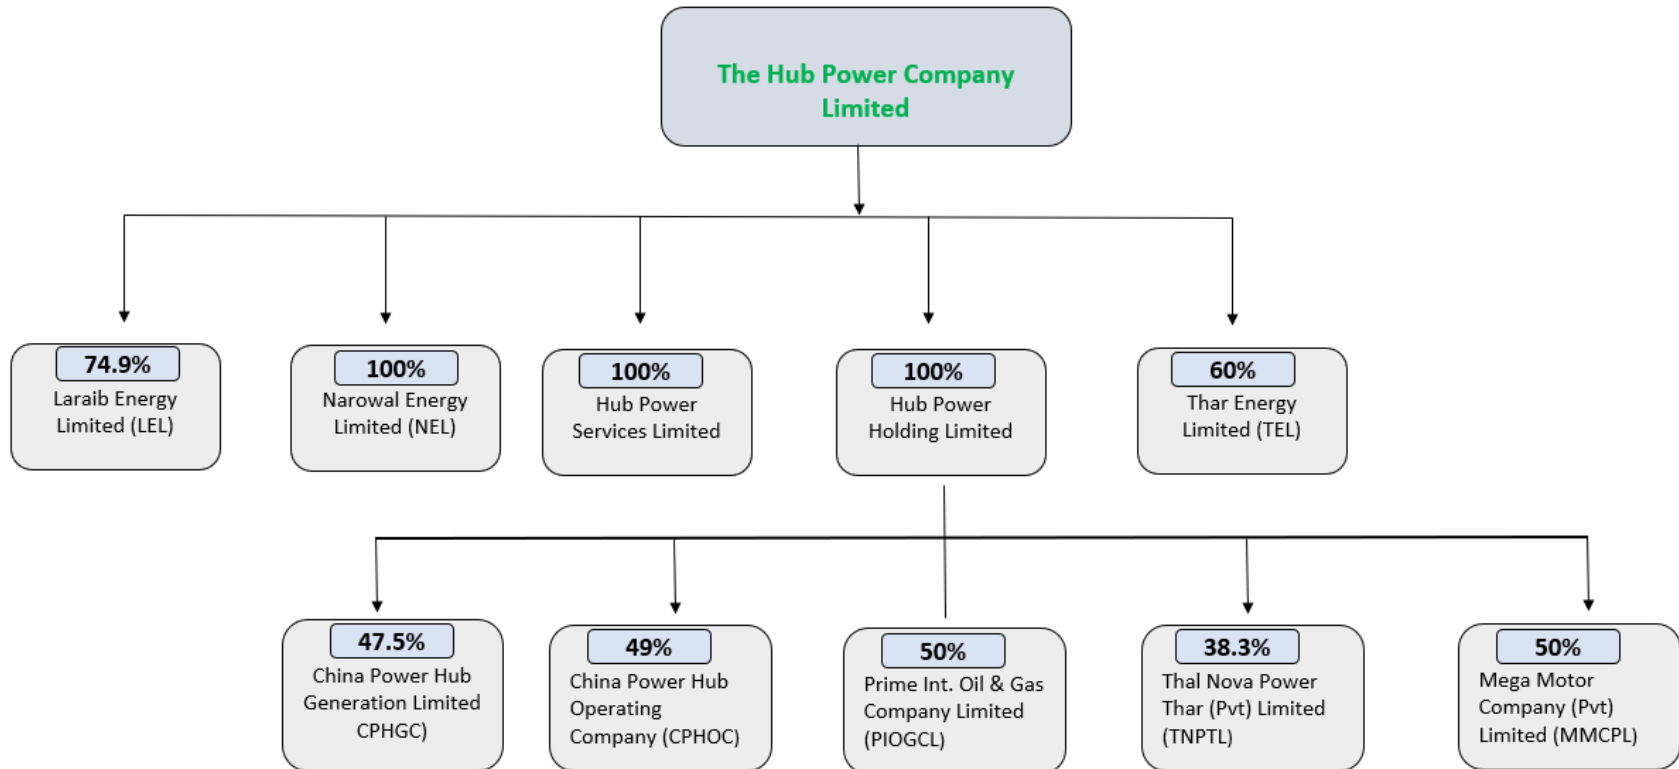 The Hub Power Company
Limited
74.9%
Laraib Energy
Limited (LEL)
100%
Narowal Energy
Limited (NEL)
100%
Hub Power
Services Limited
100%
Hub Power
Holding Limited
60%
Thar Energy
Limited (TEL)
47.5%
China Power Hub
Generation Limited
CPHGC)
49%
China Power Hub
Operating
Company (CPHOC)
50%
Prime Int. Oil & Gas
Company Limited
(PIOGCL)
38.3%
Thal Nova Power
Thar (Pvt) Limited
(TNPTL)
50%
Mega Motor
Company (Pvt)
Limited (MMCPL)